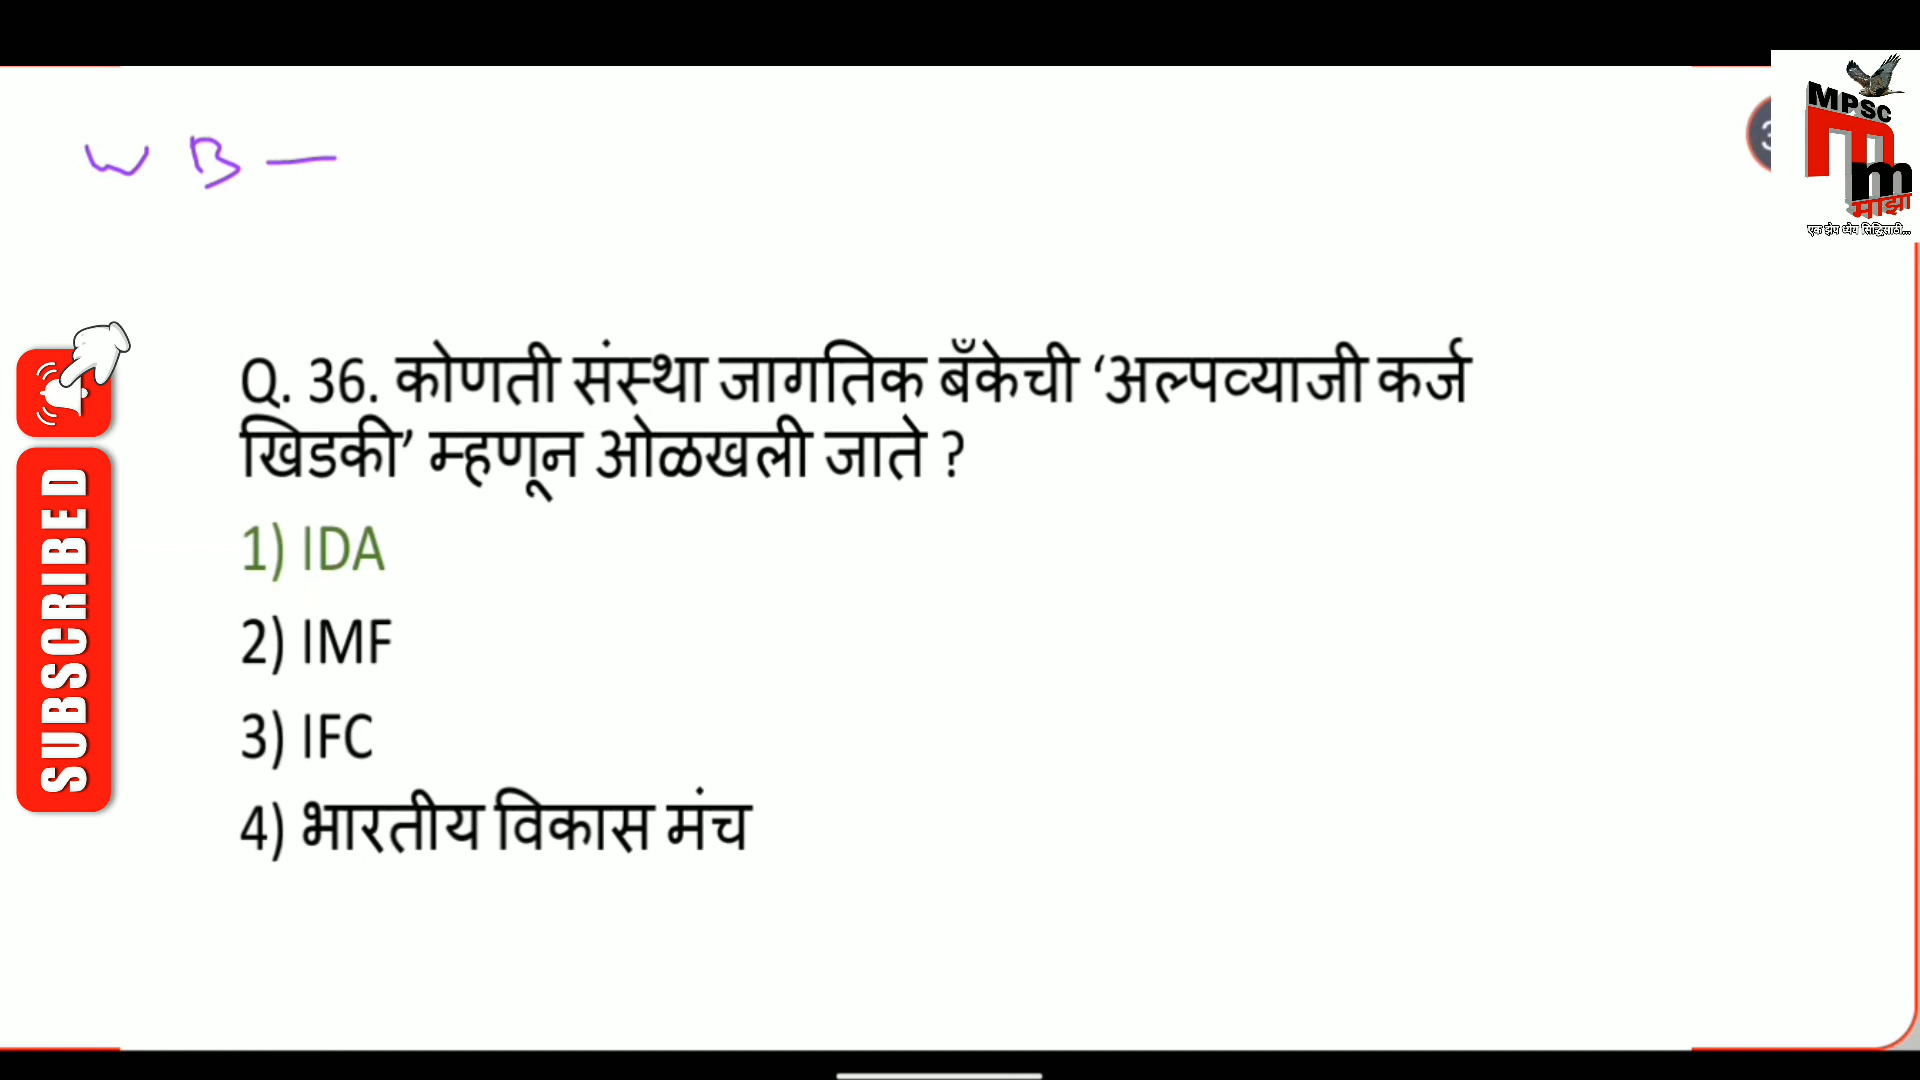 W B —
MPSC
m
माझा
एक झेप ध्येय सिद्धिसाठी...
Q. 36. कोणती संस्था जागतिक बँकेची ‘अल्पव्याजी कर्ज
खिडकी’ म्हणून ओळखली जाते ?
1) IDA
2) IMF
3) IFC
4) भारतीय विकास मंच
SUBSCRIBED